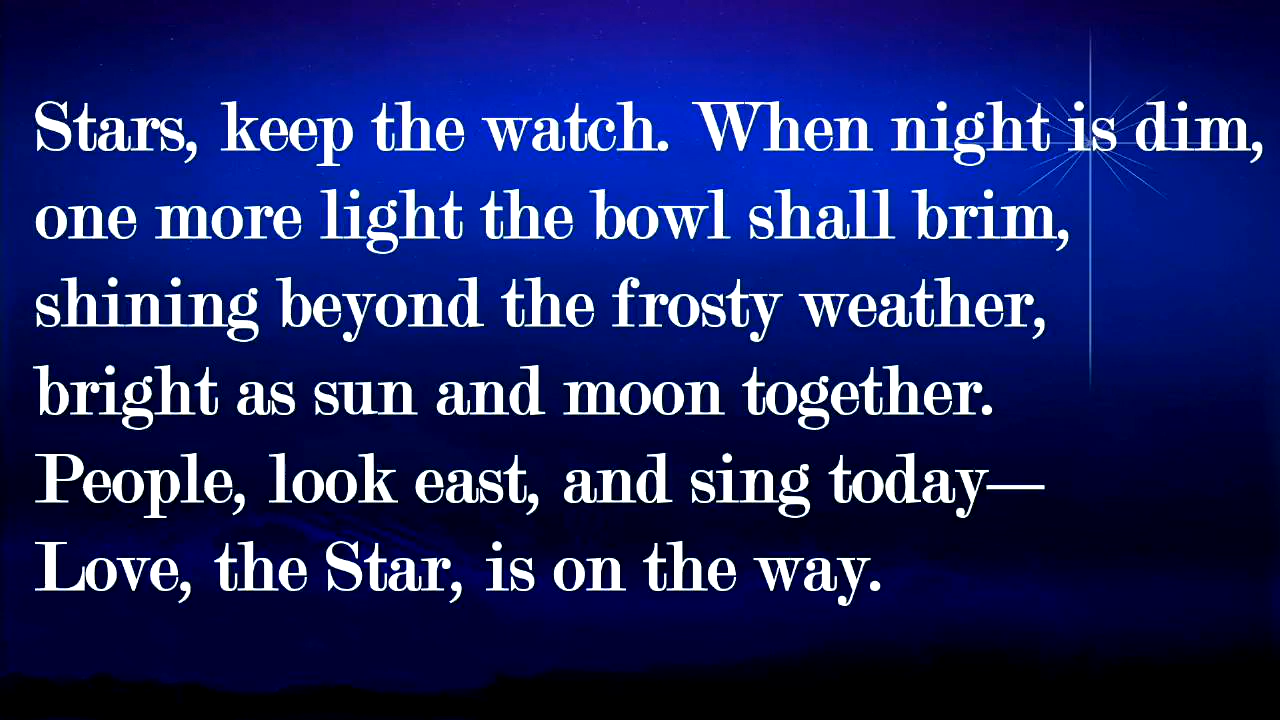 Stars, keep the watch. When night is dim,
one more light the bowl shall brim,
shining beyond the frosty weather,
bright as sun and moon together.
People, look east, and sing today—
Love, the Star, is on the way.